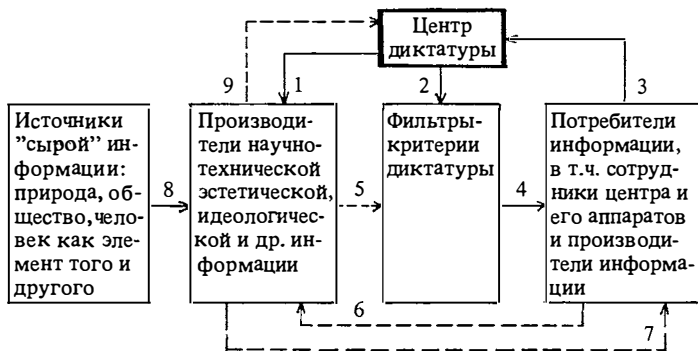 Центр
диктатуры
9
1
2
3
Источники
"сырой" ин-
формации:
природа, об-
щество, чело-
век как эле-
мент того и
другого
8
Производи-
тели научно-
технической
эстетической,
идеологичес-
кой и др. ин-
формации
5
Фильтры-
критерии
диктатуры
4
Потребители
информации,
в т.ч. сотруд-
ники центра и
его аппаратов
и производи-
тели информа-
ции
6
7